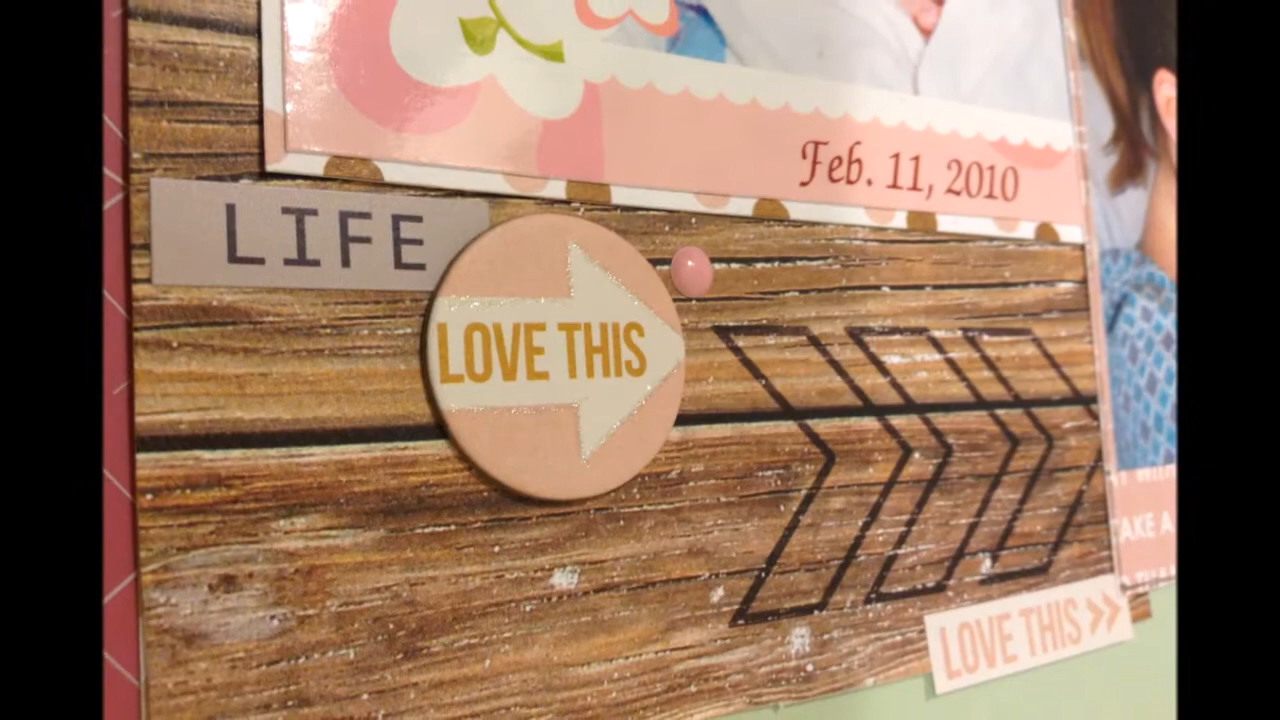 Feb. 11, 2010
LIFE
LOVE THIS
TAKE A
LOVE THIS >>